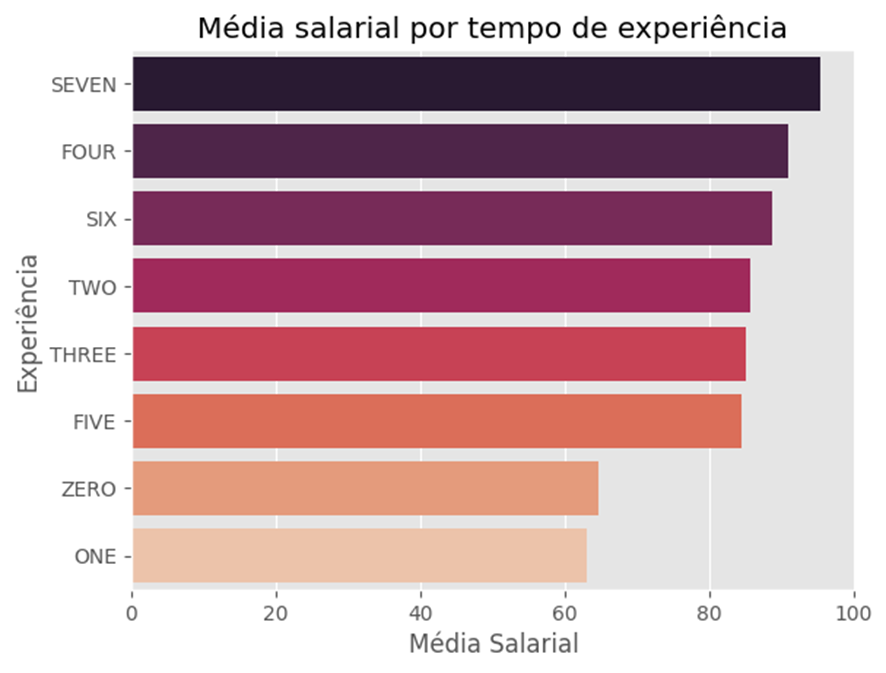 Média salarial por tempo de experiência
SEVEN
FOUR
SIX
TWO
THREE
FIVE
ZERO
ONE
Experiência
0 20 40 60 80 100
Média Salarial